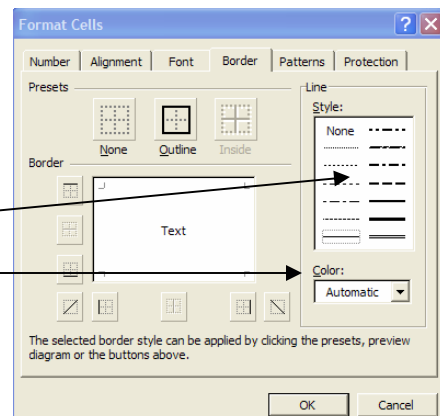 Format Cells
Number Alignment Font Border Patterns Protection
Presets
None Outline Inside
Border
Text
Line
Style:
None
Color:
Automatic
The selected border style can be applied by clicking the presets, preview
diagram or the buttons above.
OK Cancel